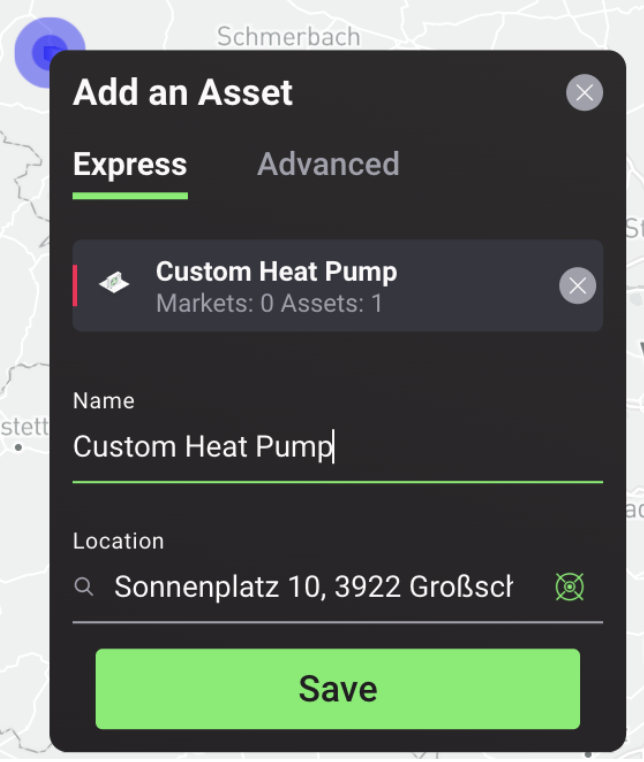 Schmerbach
Add an Asset
Express Advanced
Custom Heat Pump
Markets: 0 Assets: 1
Name
stett
Custom Heat Pump
Location
Sonnenplatz 10, 3922 Großsch
Save